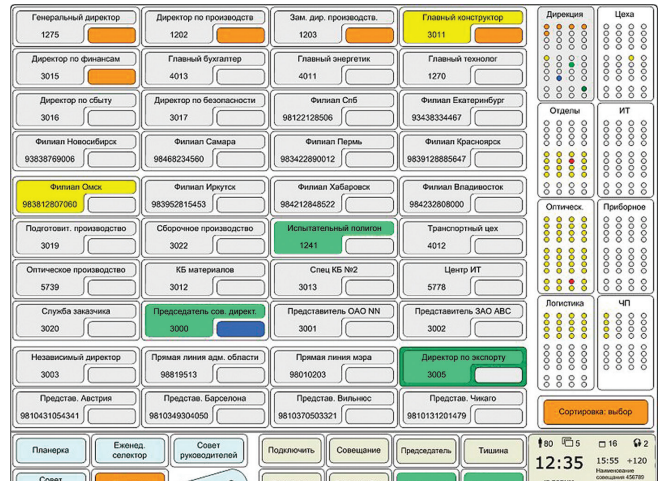 Генеральный директор Директор по производств Зам. дир. производств. Главный конструктор Дирекция Цеха
1275 1202 1203 3011
Директор по финансам Главный бухгалтер Главный энергетик Главный технолог
3015 4013 4011 1270
Директор по сбыту Директор по безопасности Филиал Спб Филиал Екатеринбург
3016 3017 98122128506 93438334467
Отделы ИТ
Филиал Новосибирск Филиал Самара Филиал Пермь Филиал Красноярск
93838769006 98468234560 983422890012 9839128885647
Филиал Омск Филиал Иркутск Филиал Хабаровск Филиал Владивосток
983812807060 983952815453 984212848522 984232808000
Оптическ. Приборное
Подготовит. производство Сборочное производство Испытательный полигон Транспортный цех
3019 3022 1241 4012
Оптическое производство КБ материалов Спец КБ №2 Центр ИТ
5739 3012 3013 5778
Логистика ЧП
Служба заказчика Председатель сов. директ. Представитель ОАО NN Представитель ЗАО АВС
3020 3000 3001 3002
Независимый директор Прямая линия адм. области Прямая линия мэра Директор по экспорту
3003 98819513 98010203 3005
Представ. Австрия Представ. Барселона Представ. Вильнюс Представ. Чикаго
9810431054341 9810349304050 9810370503321 9810131201479
Сортировка: выбор
Планерка Еженед. селектор Совет руководителей Подключить Совещание Председатель Тишина
80 5 16 2
12:35 15:55 +120
Наименование
совещания 456789
Совет